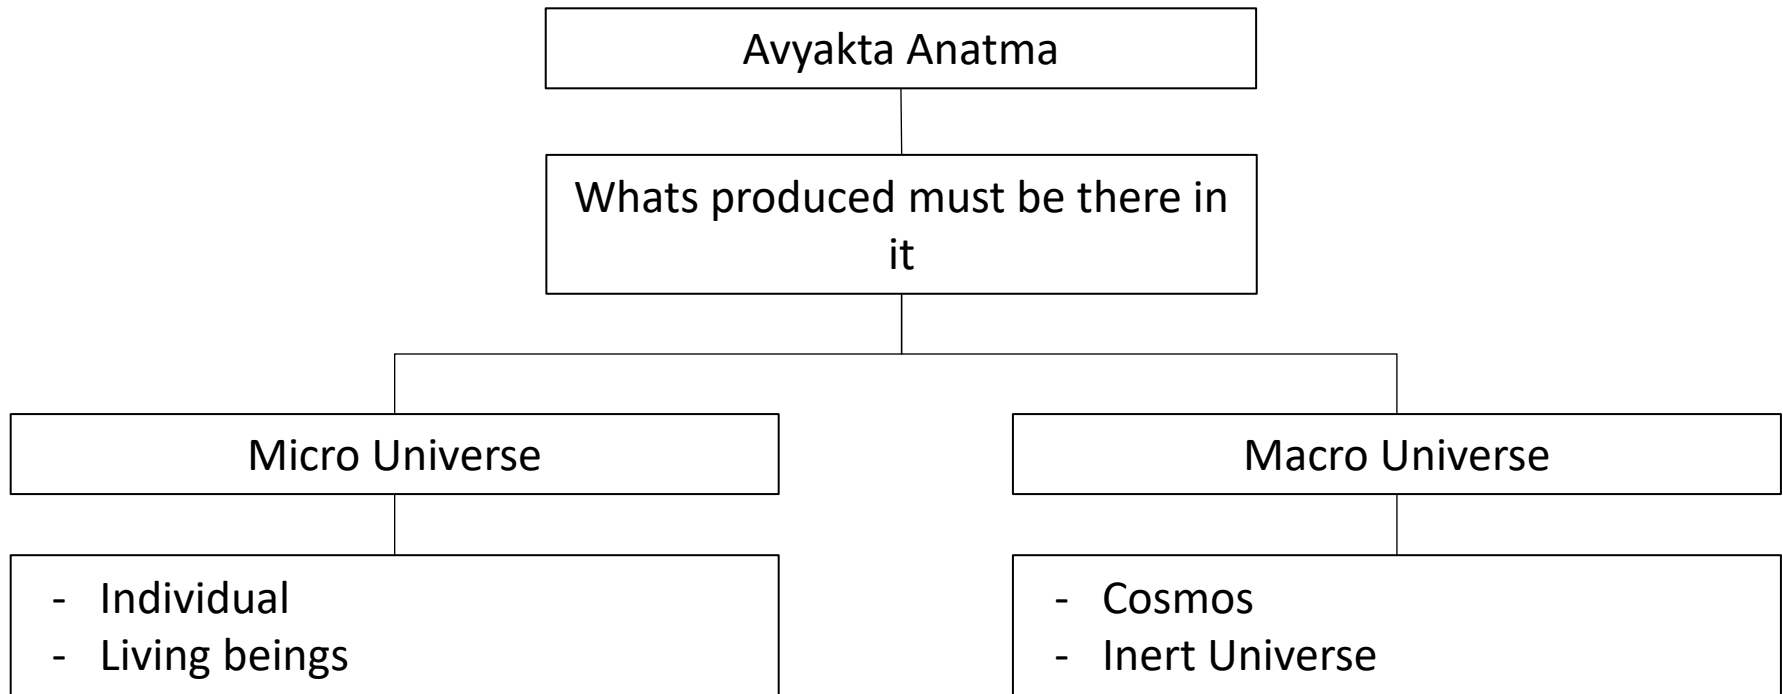 Avyakta Anatma
Whats produced must be there in
it
Micro Universe
Macro Universe
- Individual
- Living beings
- Cosmos
- Inert Universe